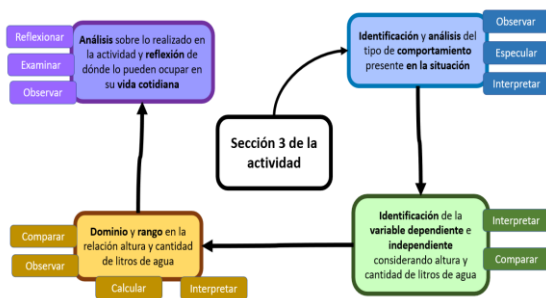 Reflexionar
Examinar
Observar
Análisis sobre lo realizado en
la actividad y reflexión de
dónde lo pueden ocupar en
su vida cotidiana
Identificación y análisis del
tipo de comportamiento
presente en la situación
Observar
Especular
Interpretar
Sección 3 de la
actividad
Comparar
Observar
Dominio y rango en la
relación altura y cantidad
de litros de agua
Calcular
Interpretar
Identificación de la
variable dependiente e
independiente
considerando altura y
cantidad de litros de agua
Interpretar
Comparar